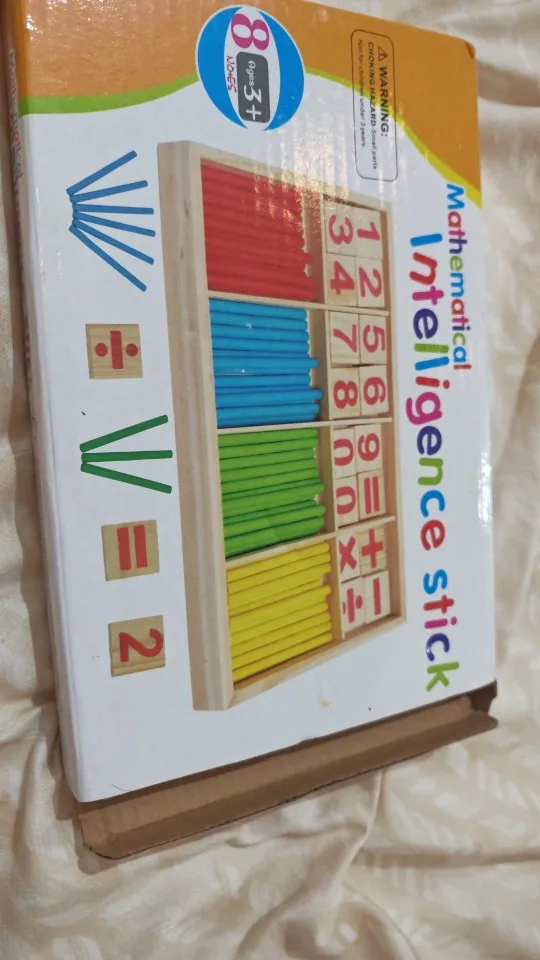 ⚠ WARNING:
CHOKING HAZARD-Small parts.
Not for children under 3 years.
8
Ages 3+
Mathematical
Intelligence stick
1 2 5 6 9 = + −
3 4 7 8 0 0 × ÷
÷ = 2